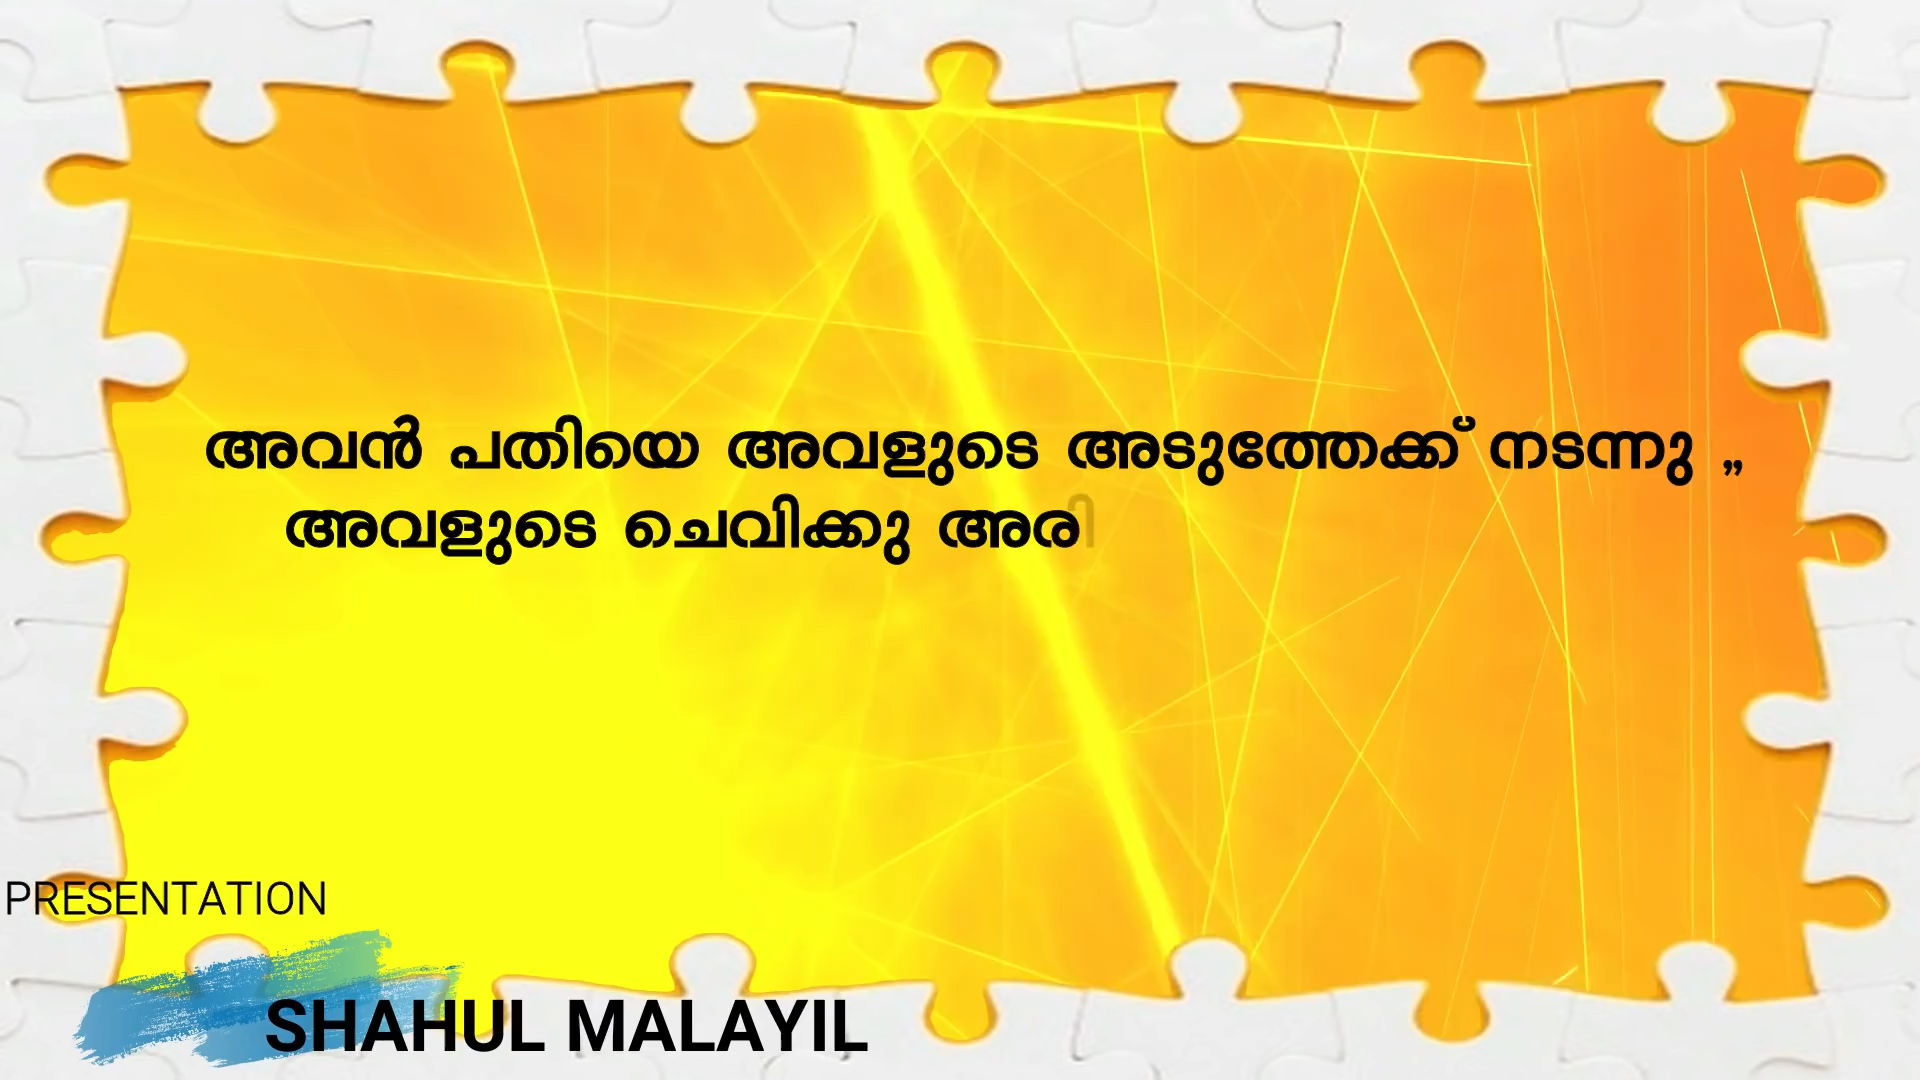 അവൻ പതിയെ അവളുടെ അടുത്തേക്ക് നടന്നു ,,
അവളുടെ ചെവിക്കു അരി
PRESENTATION
SHAHUL MALAYIL